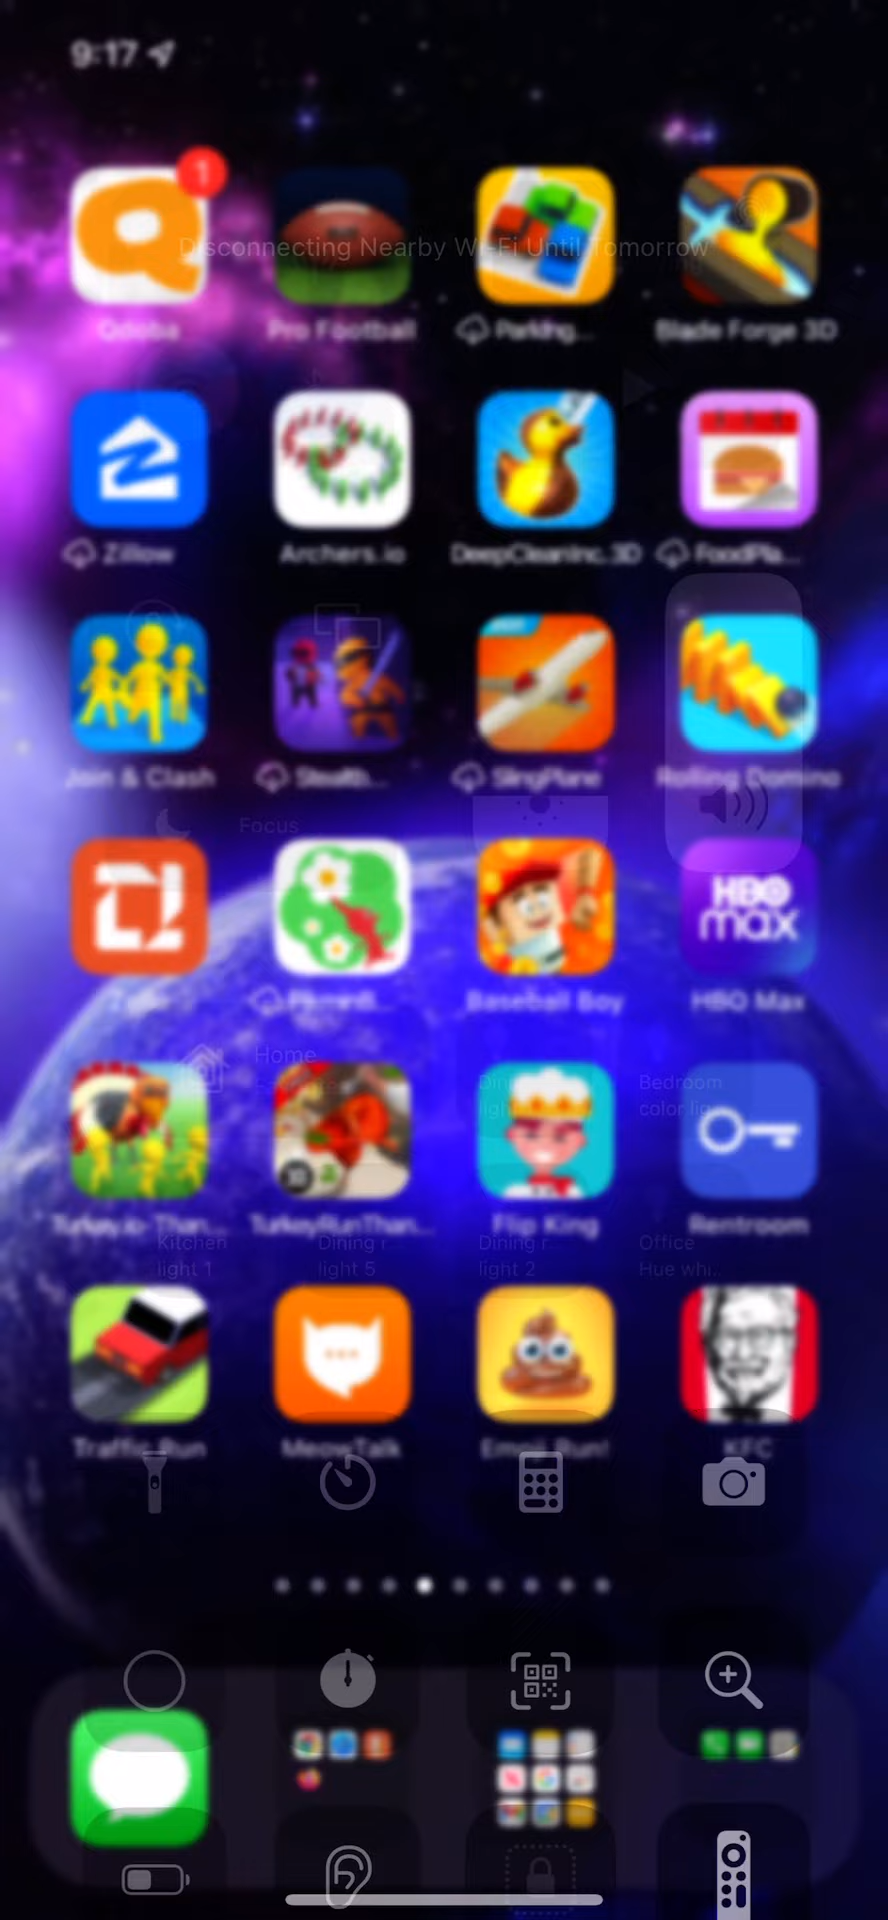 9:17
1
Disconnecting Nearby Wi-Fi Until Tomorrow
Qdoba
Pro Football
Parking...
Blade Forge 3D
Zillow
Archers.io
DeepCleanInc.3D
FoodPla...
Join & Clash
Stealth...
SlingPlane
Rolling Domino
Focus
HBO
max
Baseball Boy
HBO Max
Home
Bedroom
color lig...
Turkey.io-Than...
TurkeyRunThan...
Flip King
Rentroom
Kitchen
light 1
Dining r...
light 5
Dining r...
light 2
Office
Hue whi...
Traffic Run
MeowTalk
Emoji Run!
KFC